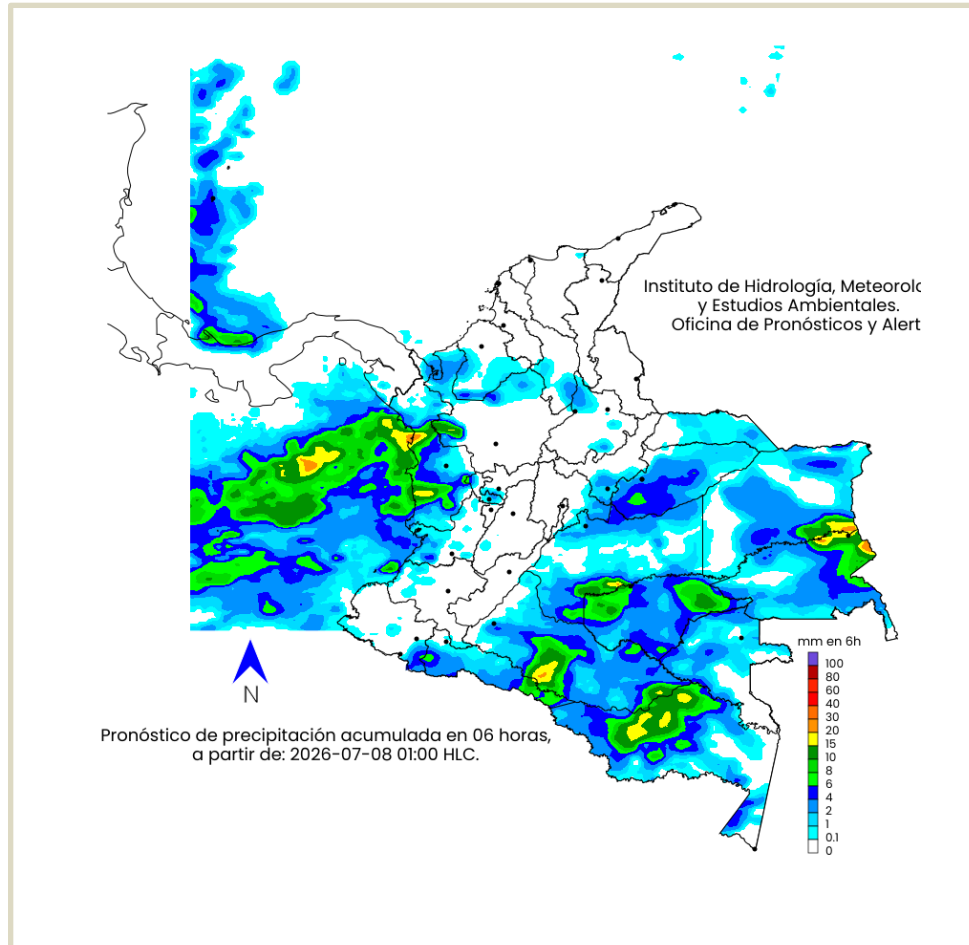 Instituto de Hidrología, Meteorolo
y Estudios Ambientales.
Oficina de Pronósticos y Alert
N
Pronóstico de precipitación acumulada en 06 horas,
a partir de: 2026-07-08 01:00 HLC.
mm en 6h
100
80
60
40
30
20
15
10
8
6
4
2
1
0.1
0